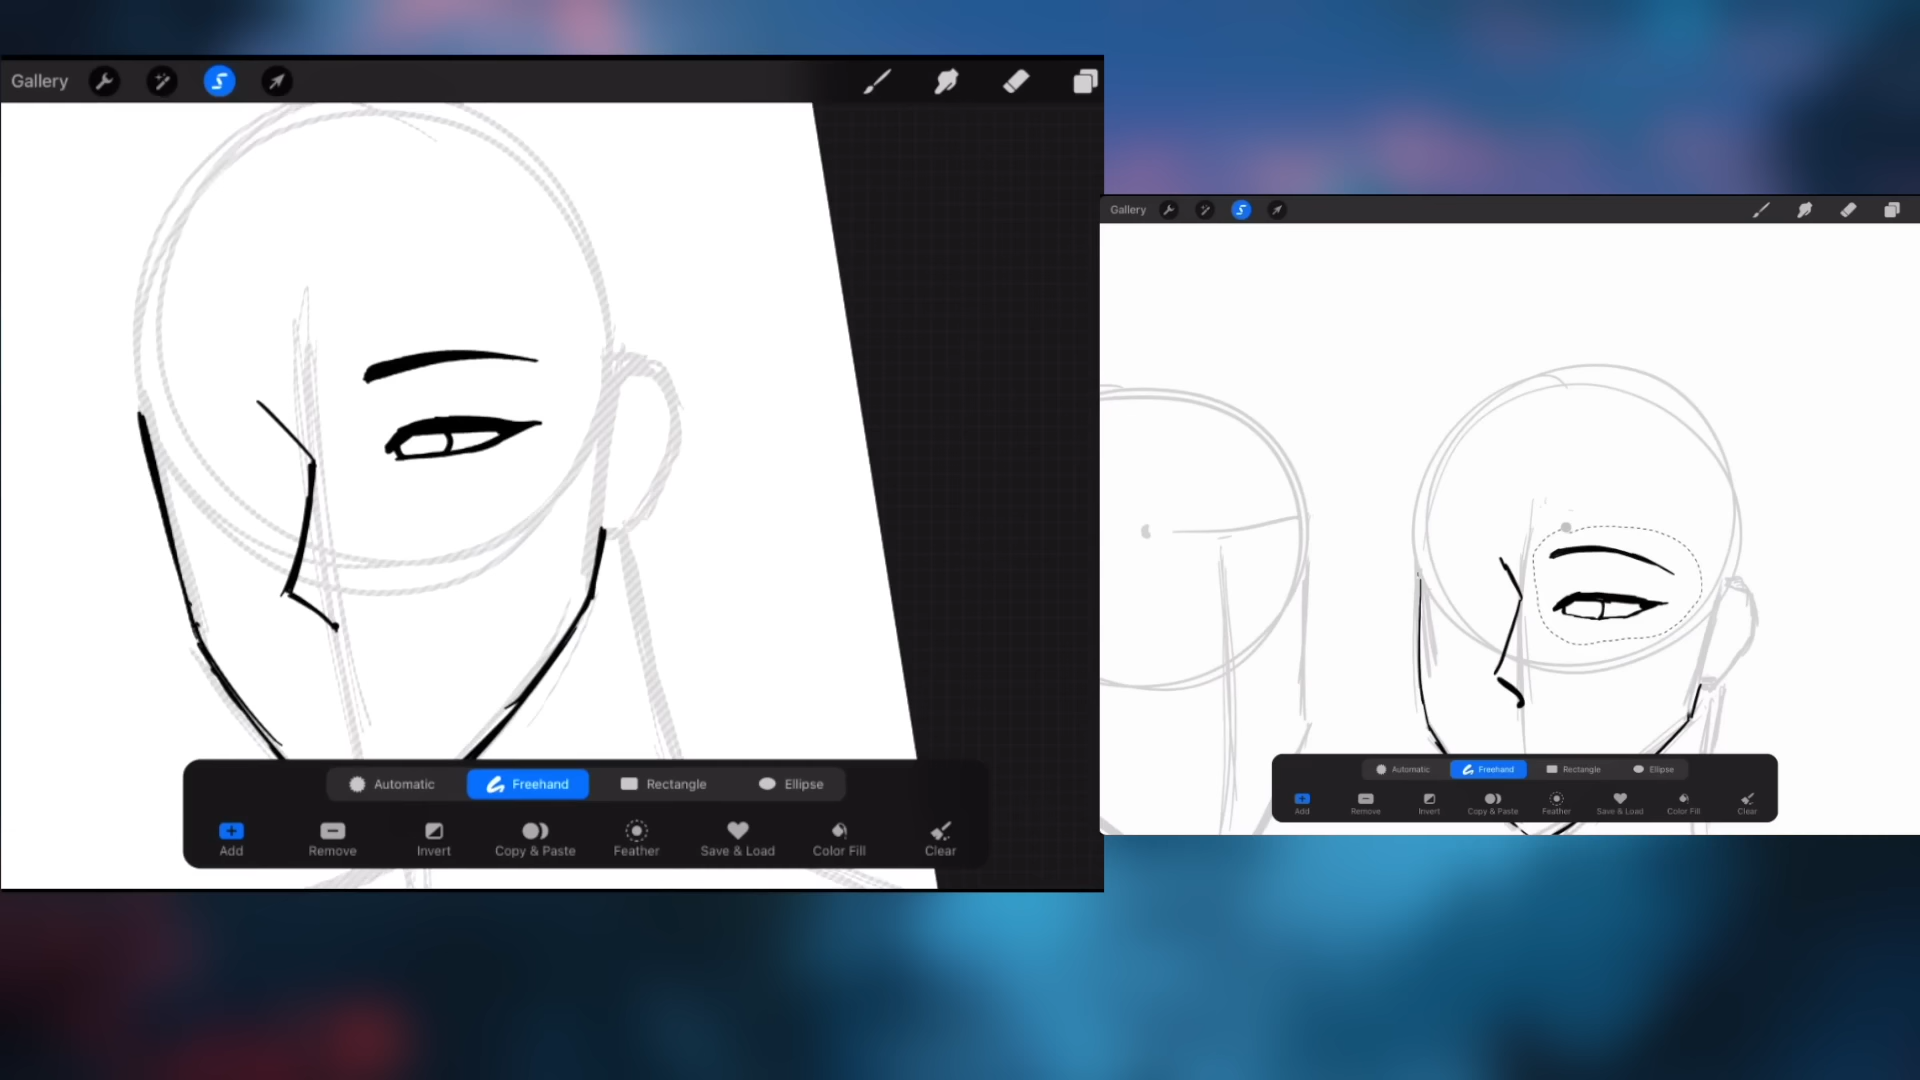 Gallery
Automatic Freehand Rectangle Ellipse
Add Remove Invert Copy & Paste Feather Save & Load Color Fill Clear
Gallery
Automatic Freehand Rectangle Ellipse
Add Remove Invert Copy & Paste Feather Save & Load Color Fill Clear